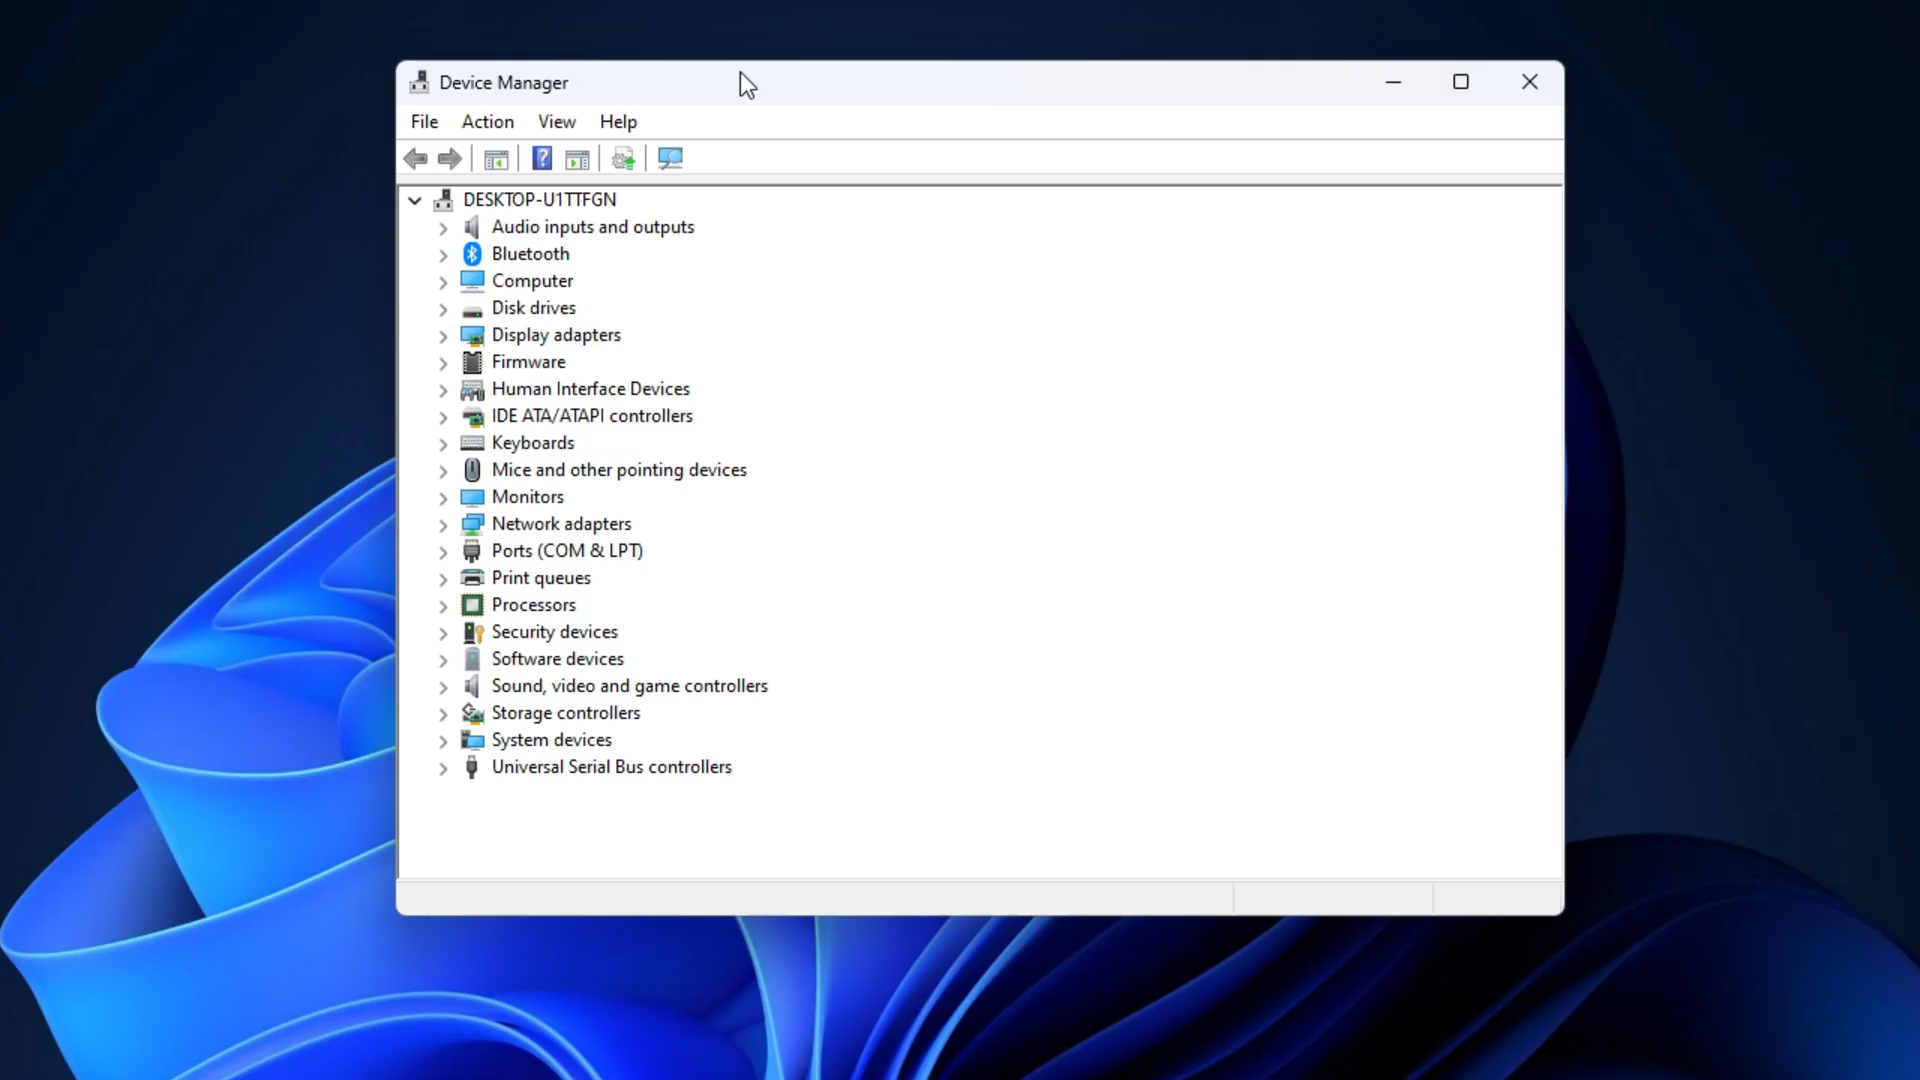 Device Manager
File Action View Help
DESKTOP-U1TTFGN
Audio inputs and outputs
Bluetooth
Computer
Disk drives
Display adapters
Firmware
Human Interface Devices
IDE ATA/ATAPI controllers
Keyboards
Mice and other pointing devices
Monitors
Network adapters
Ports (COM & LPT)
Print queues
Processors
Security devices
Software devices
Sound, video and game controllers
Storage controllers
System devices
Universal Serial Bus controllers